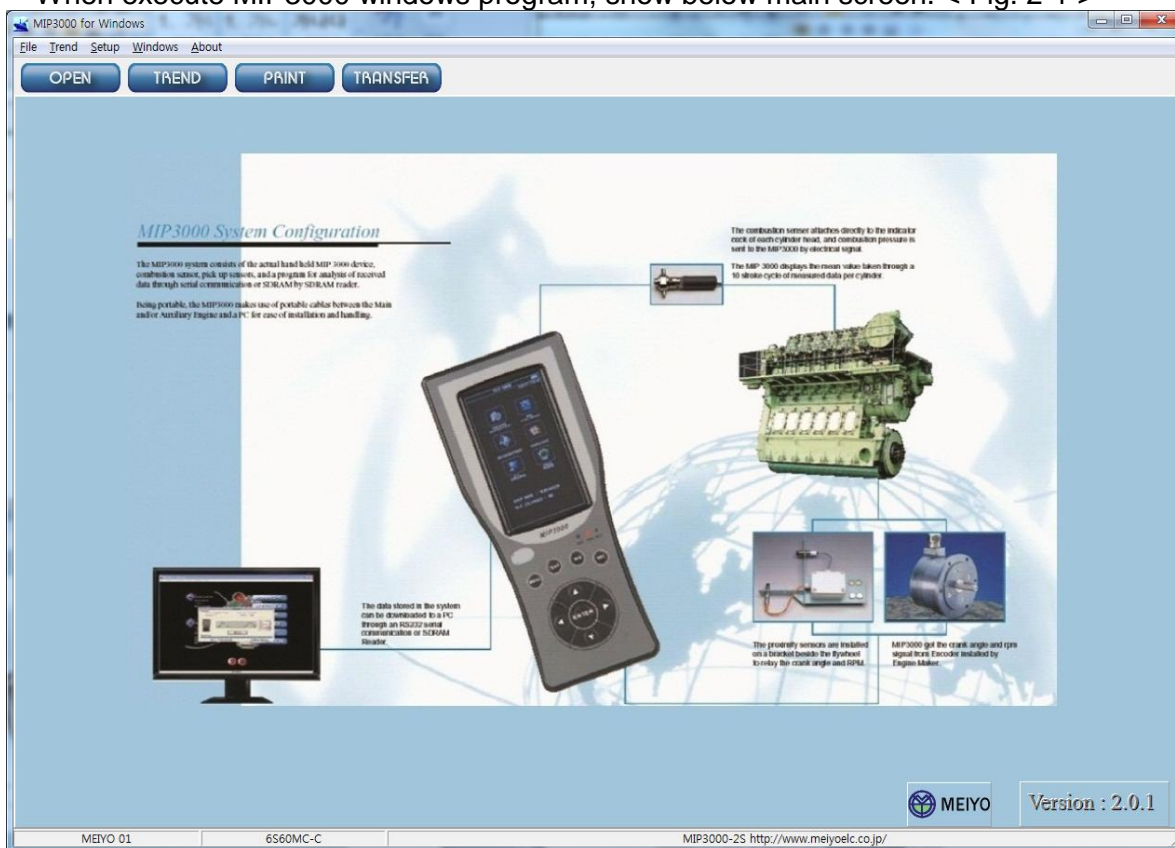 When execute MIP3000 windows program, show below main screen. < Fig. 2-1 >
MIP3000 for Windows
File Trend Setup Windows About
OPEN TREND PRINT TRANSFER
MIP3000 System Configuration
The MIP3000 system consists of the actual hand held MIP 3000 device,
combustion sensor, pick up sensors, and a program for analysis of received
data through serial communication or SDRAM by SDRAM reader.
Being portable, the MIP3000 makes use of portable cables between the Main
and/or Auxiliary Engine and a PC for ease of installation and handling.
The combustion senser attaches directly to the indicator
cock of each cylinder head, and combustion pressure is
sent to the MIP3000 by electrical signal.
The MIP 3000 displays the mean value taken through a
10 stroke cycle of measured data per cylinder.
MIP3000
ENTER
The data stored in the system
can be downloaded to a PC
through an RS232 serial
communication or SDRAM
Reader.
The proximity sensors are installed
on a bracket beside the flywheel
to relay the crank angle and RPM.
MIP3000 got the crank angle and rpm
signal from Encoder installed by
Engine Maker.
MEIYO
Version : 2.0.1
MEIYO 01 6S60MC-C MIP3000-2S http://www.meiyoelc.co.jp/